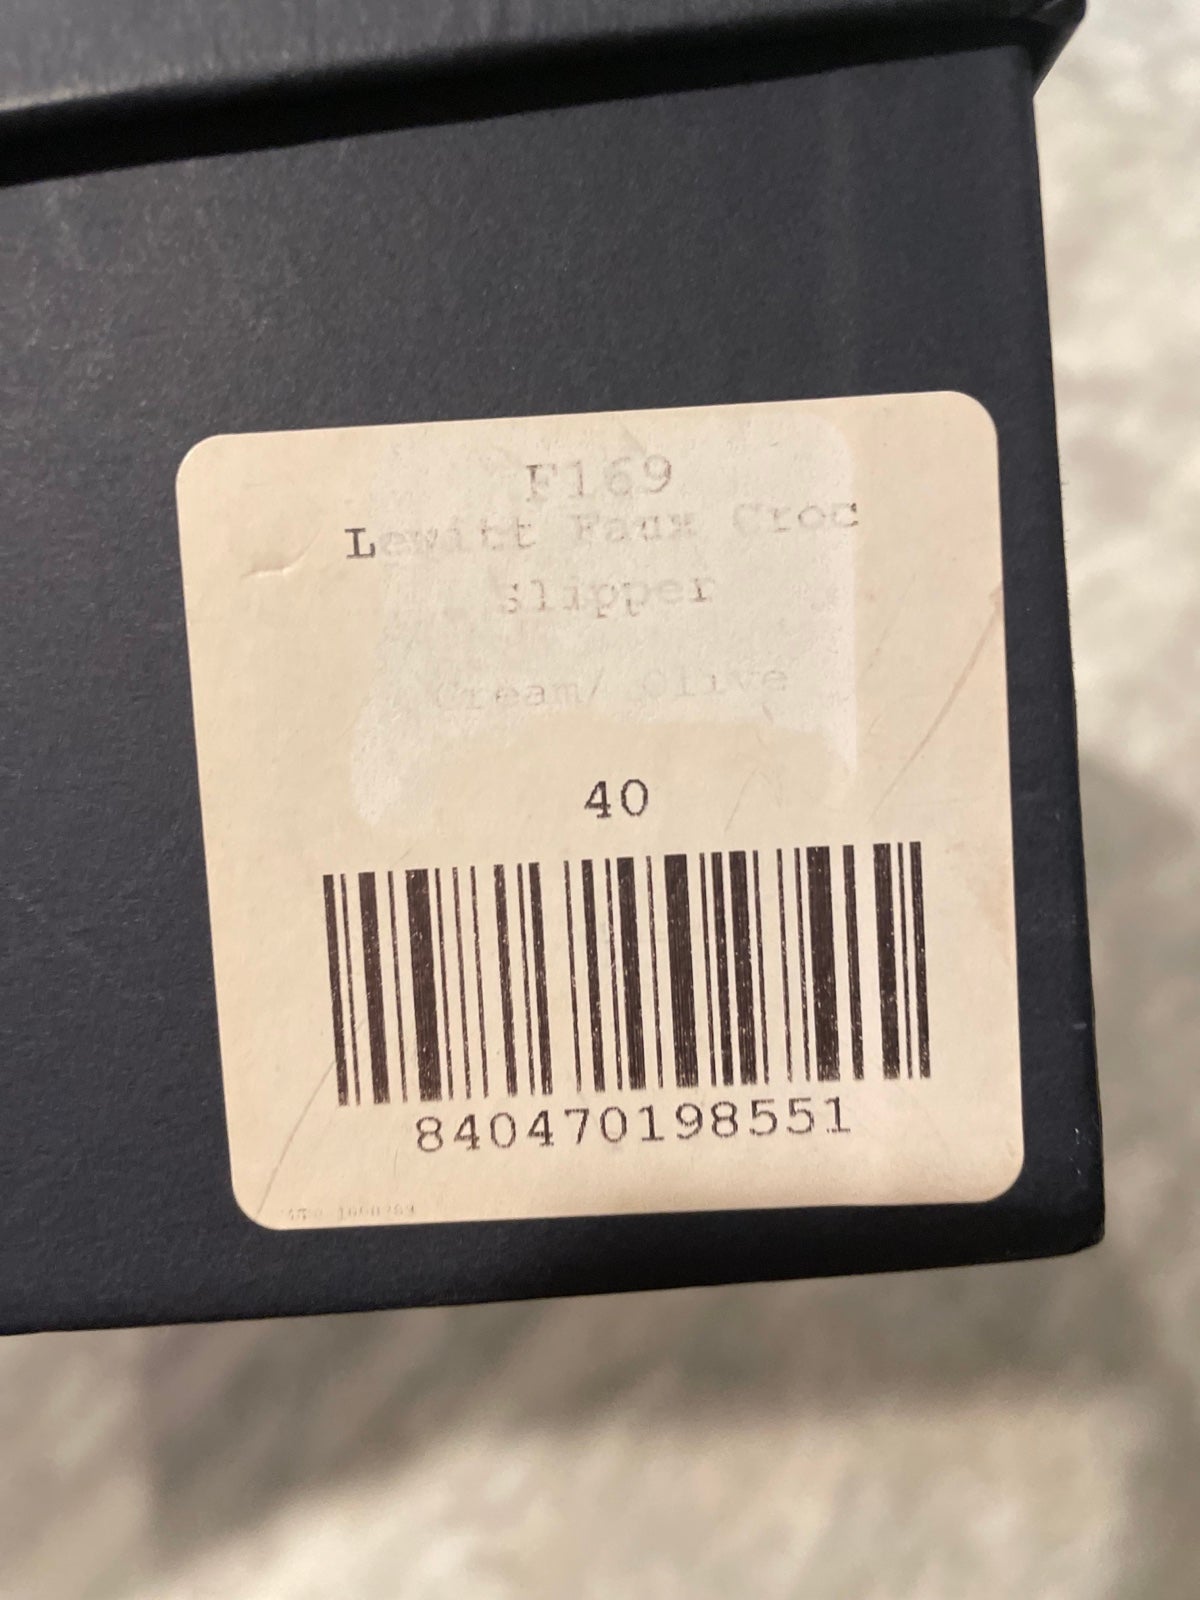 F169
Lewitt Faux Croc
Slipper
Cream/ Olive
40
840470198551